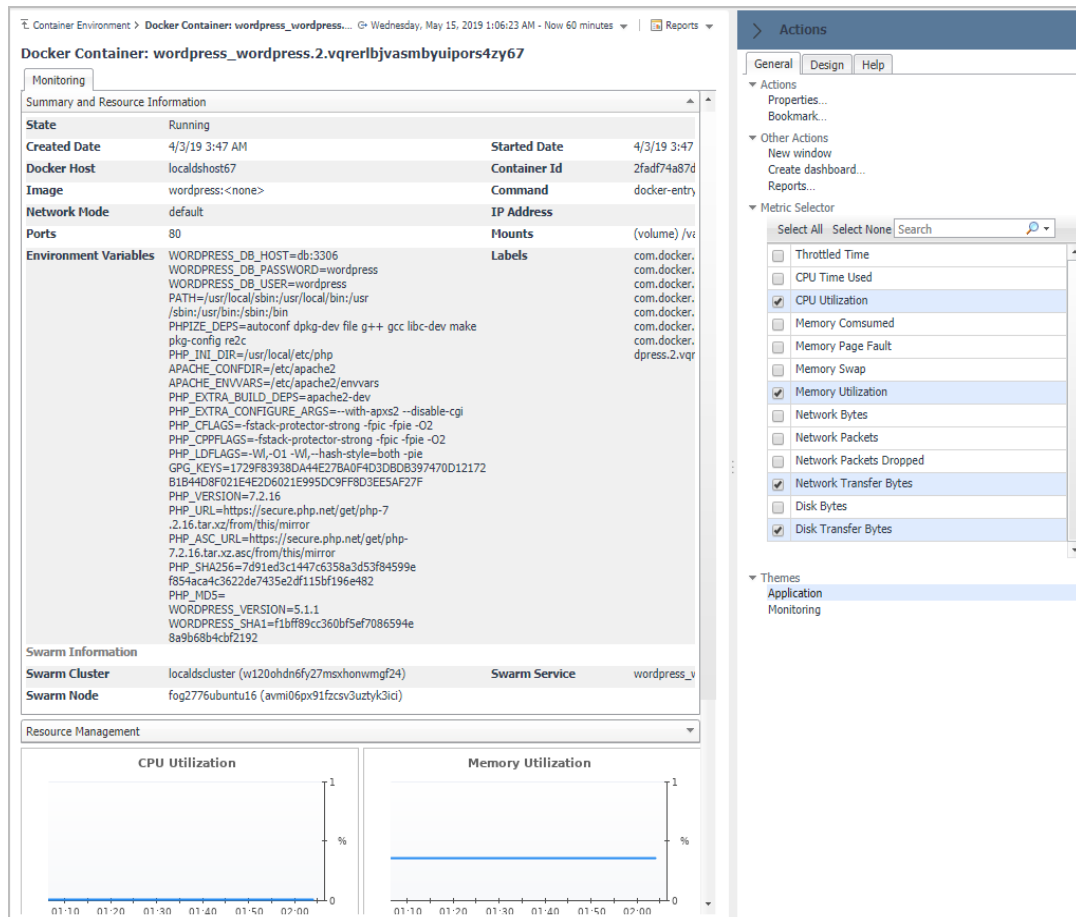 Container Environment > Docker Container: wordpress_wordpress.... Wednesday, May 15, 2019 1:06:23 AM - Now 60 minutes Reports
Docker Container: wordpress_wordpress.2.vqrerlbjvasmbyuipors4zy67
Monitoring
Summary and Resource Information
State Running
Created Date 4/3/19 3:47 AM Started Date 4/3/19 3:47
Docker Host localdshost67 Container Id 2fadf74a87d
Image wordpress:<none> Command docker-entry
Network Mode default IP Address
Ports 80 Mounts (volume) /va
Environment Variables WORDPRESS_DB_HOST=db:3306 Labels com.docker.
WORDPRESS_DB_PASSWORD=wordpress com.docker.
WORDPRESS_DB_USER=wordpress com.docker.
PATH=/usr/local/sbin:/usr/local/bin:/usr com.docker.
/sbin:/usr/bin:/sbin:/bin com.docker.
PHPIZE_DEPS=autoconf dpkg-dev file g++ gcc libc-dev make com.docker.
pkg-config re2c com.docker.
PHP_INI_DIR=/usr/local/etc/php dpress.2.vqr
APACHE_CONFDIR=/etc/apache2
APACHE_ENVVARS=/etc/apache2/envvars
PHP_EXTRA_BUILD_DEPS=apache2-dev
PHP_EXTRA_CONFIGURE_ARGS=--with-apxs2 --disable-cgi
PHP_CFLAGS=-fstack-protector-strong -fpic -fpie -O2
PHP_CPPFLAGS=-fstack-protector-strong -fpic -fpie -O2
PHP_LDFLAGS=-Wl,-O1 -Wl,--hash-style=both -pie
GPG_KEYS=1729F83938DA44E27BA0F4D3DBDB397470D12172
B1B44D8F021E4E2D6021E995DC9FF8D3EE5AF27F
PHP_VERSION=7.2.16
PHP_URL=https://secure.php.net/get/php-7
.2.16.tar.xz/from/this/mirror
PHP_ASC_URL=https://secure.php.net/get/php-
7.2.16.tar.xz.asc/from/this/mirror
PHP_SHA256=7d91ed3c1447c6358a3d53f84599e
f854aca4c3622de7435e2df115bf196e482
PHP_MD5=
WORDPRESS_VERSION=5.1.1
WORDPRESS_SHA1=f1bff89cc360bf5ef7086594e
8a9b68b4cbf2192
Swarm Information
Swarm Cluster localdscluster (w120ohdn6fy27msxhonwmgf24) Swarm Service wordpress_w
Swarm Node fog2776ubuntu16 (avmi06px91fzcsv3uztyk3ici)
Resource Management
CPU Utilization
1
%
0
01:10 01:20 01:30 01:40 01:50 02:00
Memory Utilization
1
%
0
01:10 01:20 01:30 01:40 01:50 02:00
Actions
General Design Help
Actions
Properties...
Bookmark...
Other Actions
New window
Create dashboard...
Reports...
Metric Selector
Select All Select None Search
Throttled Time
CPU Time Used
CPU Utilization
Memory Comsumed
Memory Page Fault
Memory Swap
Memory Utilization
Network Bytes
Network Packets
Network Packets Dropped
Network Transfer Bytes
Disk Bytes
Disk Transfer Bytes
Themes
Application
Monitoring